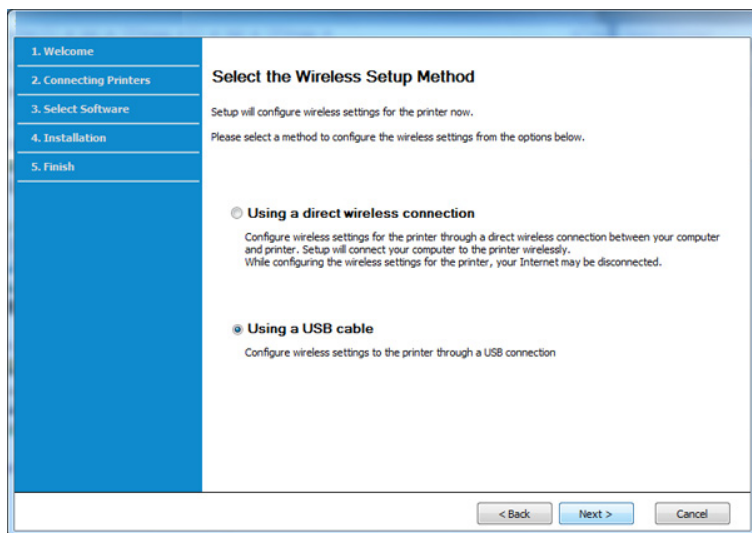 1. Welcome
2. Connecting Printers
3. Select Software
4. Installation
5. Finish
Select the Wireless Setup Method
Setup will configure wireless settings for the printer now.
Please select a method to configure the wireless settings from the options below.
Using a direct wireless connection
Configure wireless settings for the printer through a direct wireless connection between your computer
and printer. Setup will connect your computer to the printer wirelessly.
While configuring the wireless settings for the printer, your Internet may be disconnected.
Using a USB cable
Configure wireless settings to the printer through a USB connection
< Back
Next >
Cancel